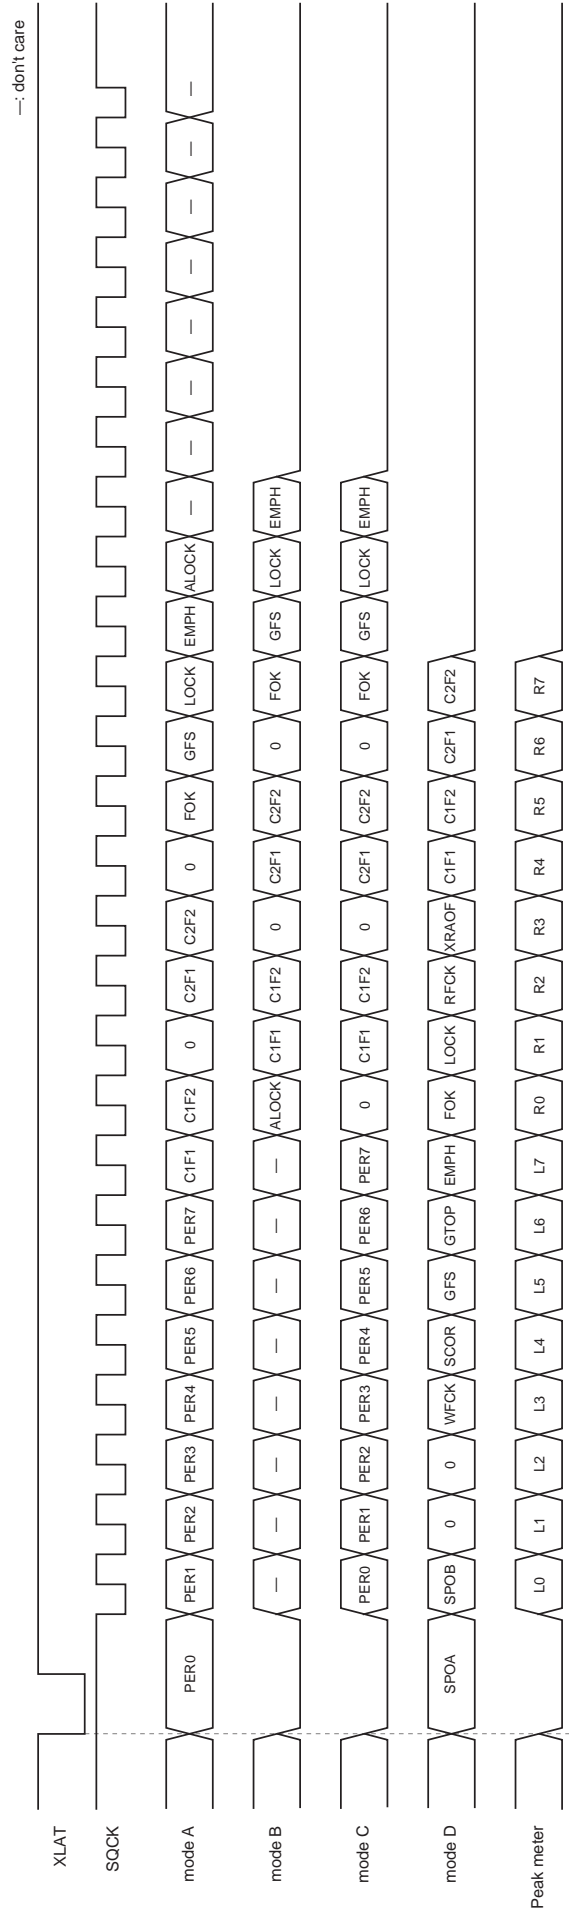 —: don't care
XLAT
SQCK
mode A PER0 PER1 PER2 PER3 PER4 PER5 PER6 PER7 C1F1 C1F2 0 C2F1 C2F2 0 FOK GFS LOCK EMPH ALOCK — — — — — — — —
mode B — — — — — — — — ALOCK C1F1 C1F2 0 C2F1 C2F2 0 FOK GFS LOCK EMPH
mode C PER0 PER1 PER2 PER3 PER4 PER5 PER6 PER7 0 C1F1 C1F2 0 C2F1 C2F2 0 FOK GFS LOCK EMPH
mode D SPOA SPOB 0 0 WFCK SCOR GFS GTOP EMPH FOK LOCK RFCK XRAOF C1F1 C1F2 C2F1 C2F2
Peak meter L0 L1 L2 L3 L4 L5 L6 L7 R0 R1 R2 R3 R4 R5 R6 R7